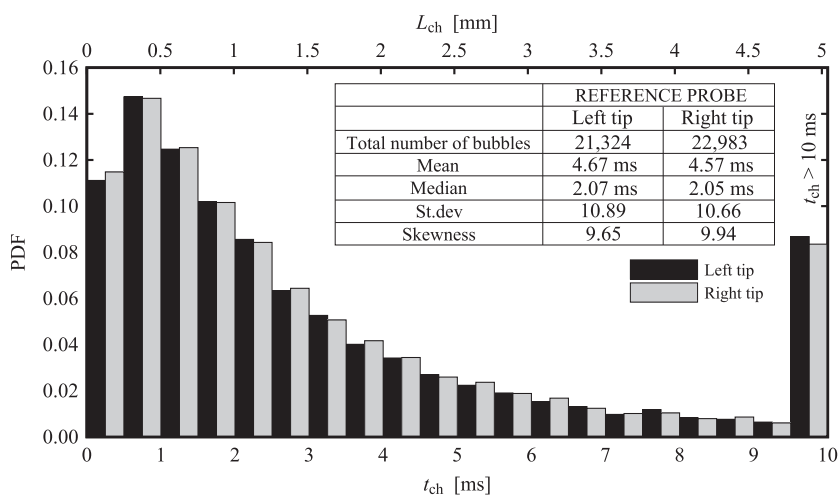 L_ch [mm]
0 0.5 1 1.5 2 2.5 3 3.5 4 4.5 5
0.16
0.14
0.12
0.10
0.08
0.06
0.04
0.02
0.00
PDF
REFERENCE PROBE
Left tip Right tip
Total number of bubbles 21,324 22,983
Mean 4.67 ms 4.57 ms
Median 2.07 ms 2.05 ms
St.dev 10.89 10.66
Skewness 9.65 9.94
t_ch > 10 ms
Left tip
Right tip
0 1 2 3 4 5 6 7 8 9 10
t_ch [ms]